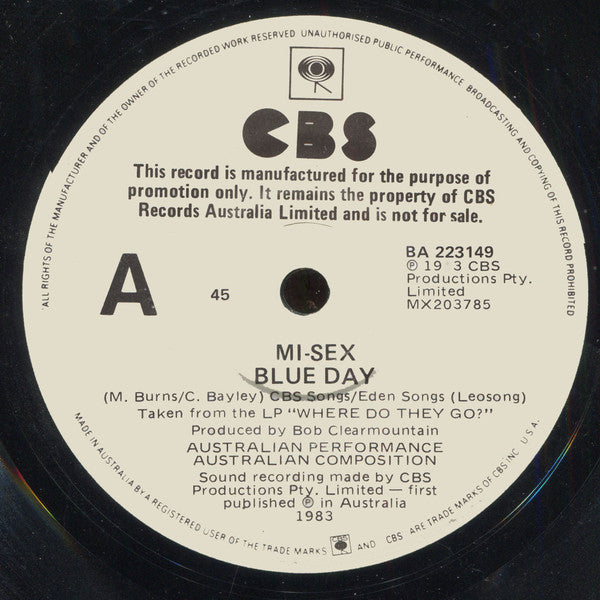 ALL RIGHTS OF THE MANUFACTURER AND OF THE OWNER OF THE RECORDED WORK RESERVED UNAUTHORISED PUBLIC PERFORMANCE, BROADCASTING AND COPYING OF THIS RECORD PROHIBITED
CBS
This record is manufactured for the purpose of
promotion only. It remains the property of CBS
Records Australia Limited and is not for sale.
A
45
BA 223149
℗ 19 3 CBS
Productions Pty.
Limited
MX203785
MI-SEX
BLUE DAY
(M. Burns/C. Bayley) CBS Songs/Eden Songs (Leosong)
Taken from the LP "WHERE DO THEY GO?"
Produced by Bob Clearmountain
AUSTRALIAN PERFORMANCE
AUSTRALIAN COMPOSITION
Sound recording made by CBS
Productions Pty. Limited — first
published ℗ in Australia
1983
MADE IN AUSTRALIA BY A REGISTERED USER OF THE TRADE MARKS AND CBS ARE TRADE MARKS OF CBS INC U.S.A.